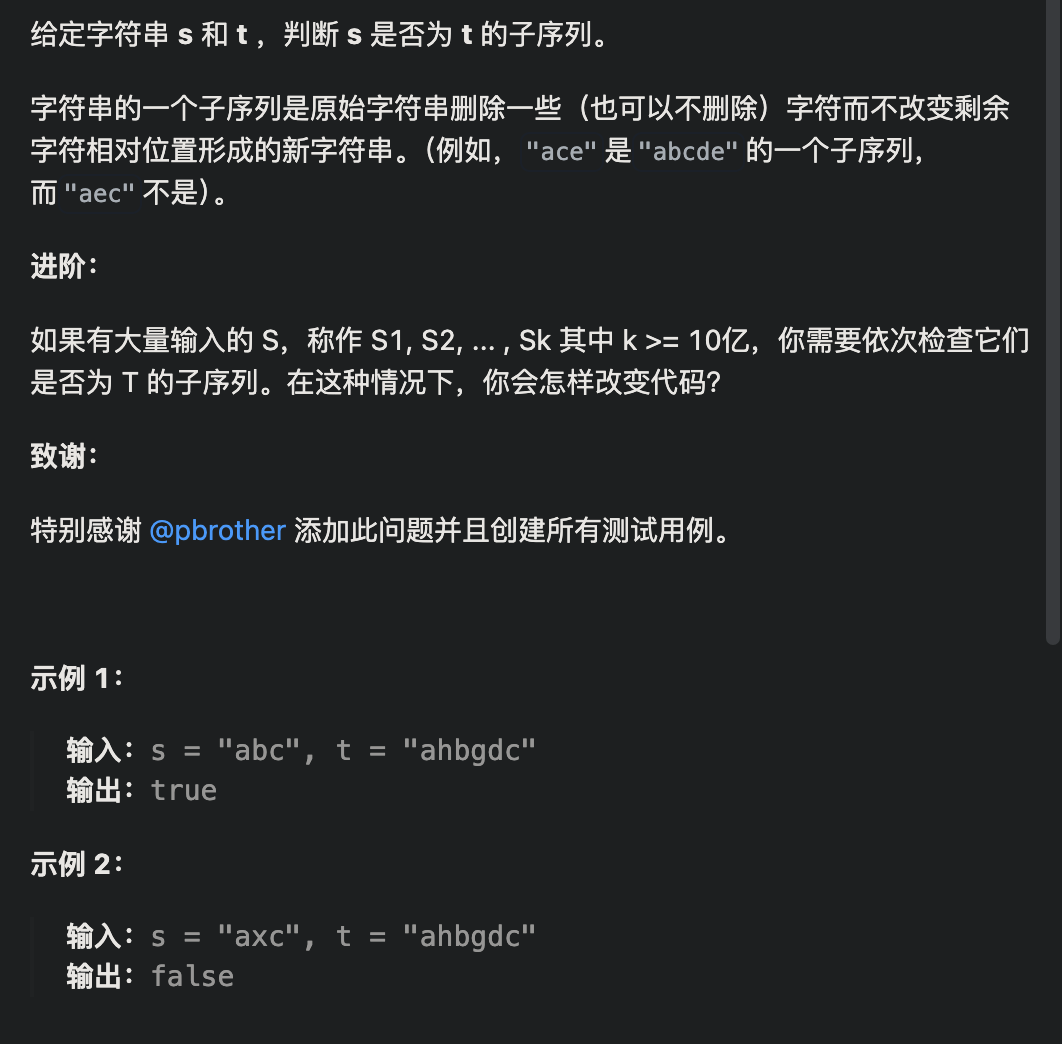 给定字符串 s 和 t ，判断 s 是否为 t 的子序列。
字符串的一个子序列是原始字符串删除一些（也可以不删除）字符而不改变剩余
字符相对位置形成的新字符串。（例如， "ace" 是 "abcde" 的一个子序列，
而 "aec" 不是）。
进阶：
如果有大量输入的 S，称作 S1, S2, ... , Sk 其中 k >= 10亿，你需要依次检查它们
是否为 T 的子序列。在这种情况下，你会怎样改变代码？
致谢：
特别感谢 @pbrother 添加此问题并且创建所有测试用例。
示例 1：
输入：s = "abc", t = "ahbgdc"
输出：true
示例 2：
输入：s = "axc", t = "ahbgdc"
输出：false